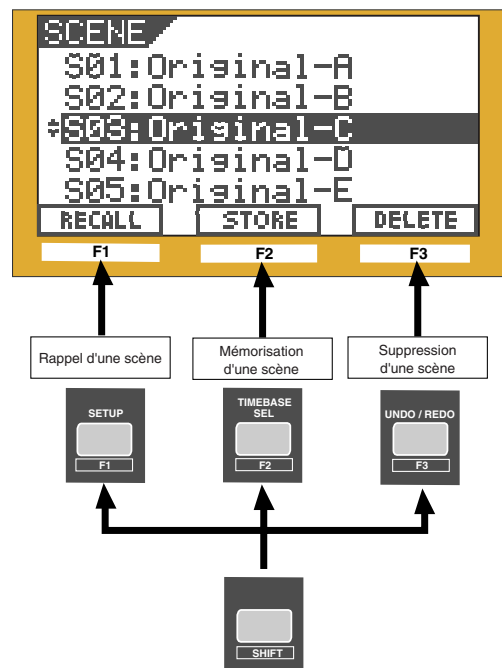 SCENE
S01:Original-A
S02:Original-B
S03:Original-C
S04:Original-D
S05:Original-E
RECALL STORE DELETE
F1 F2 F3
Rappel d'une scène
Mémorisation
d'une scène
Suppression
d'une scène
SETUP
F1
TIMEBASE
SEL
F2
UNDO / REDO
F3
SHIFT